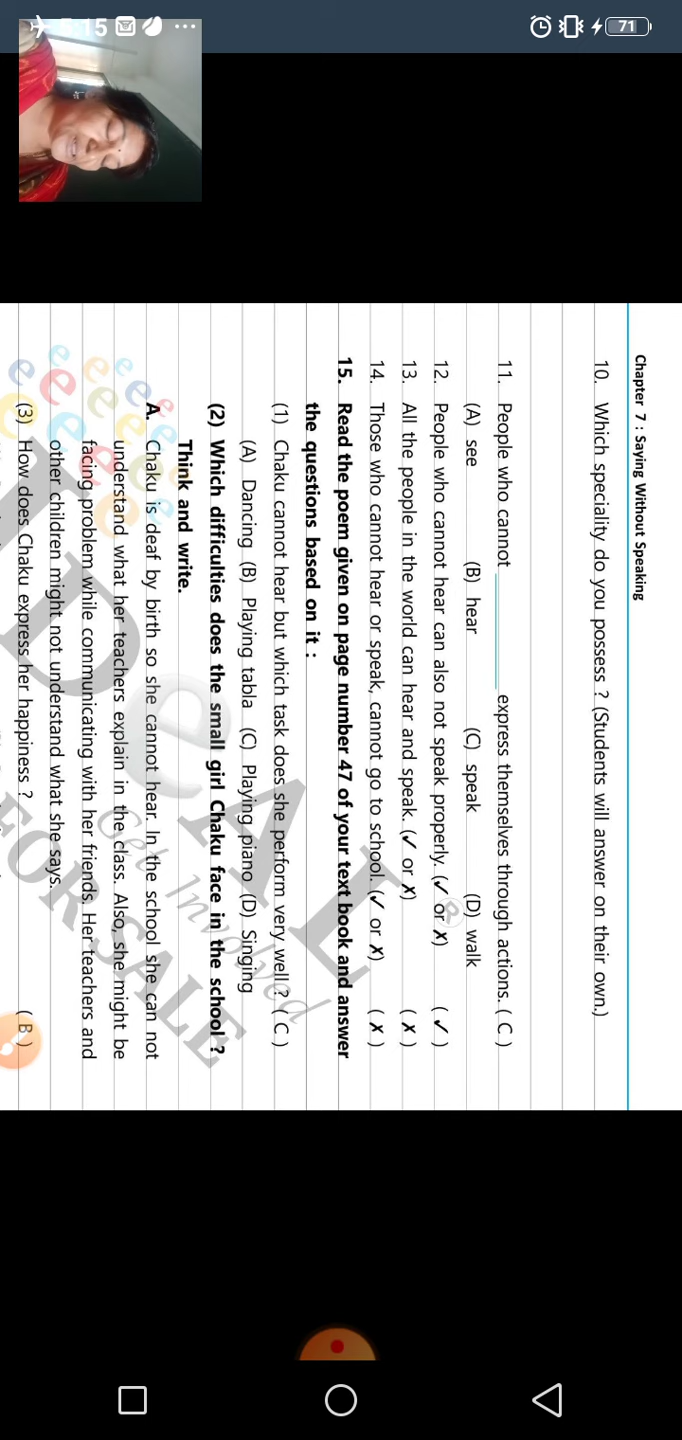 5:15
71
Chapter 7 : Saying Without Speaking
10. Which speciality do you possess ? (Students will answer on their own.)
11. People who cannot ________ express themselves through actions. ( C )
(A) see (B) hear (C) speak (D) walk
12. People who cannot hear can also not speak properly. (✓ or ✗) ( ✓ )
13. All the people in the world can hear and speak. (✓ or ✗) ( ✗ )
14. Those who cannot hear or speak, cannot go to school. (✓ or ✗) ( ✗ )
15. Read the poem given on page number 47 of your text book and answer
the questions based on it :
(1) Chaku cannot hear but which task does she perform very well ? ( C )
(A) Dancing (B) Playing tabla (C) Playing piano (D) Singing
(2) Which difficulties does the small girl Chaku face in the school ?
Think and write.
A. Chaku is deaf by birth so she cannot hear. In the school she can not
understand what her teachers explain in the class. Also, she might be
facing problem while communicating with her friends. Her teachers and
other children might not understand what she says.
(3) How does Chaku express her happiness ? ( B )
IDeAL
Get Involved
FOR SALE